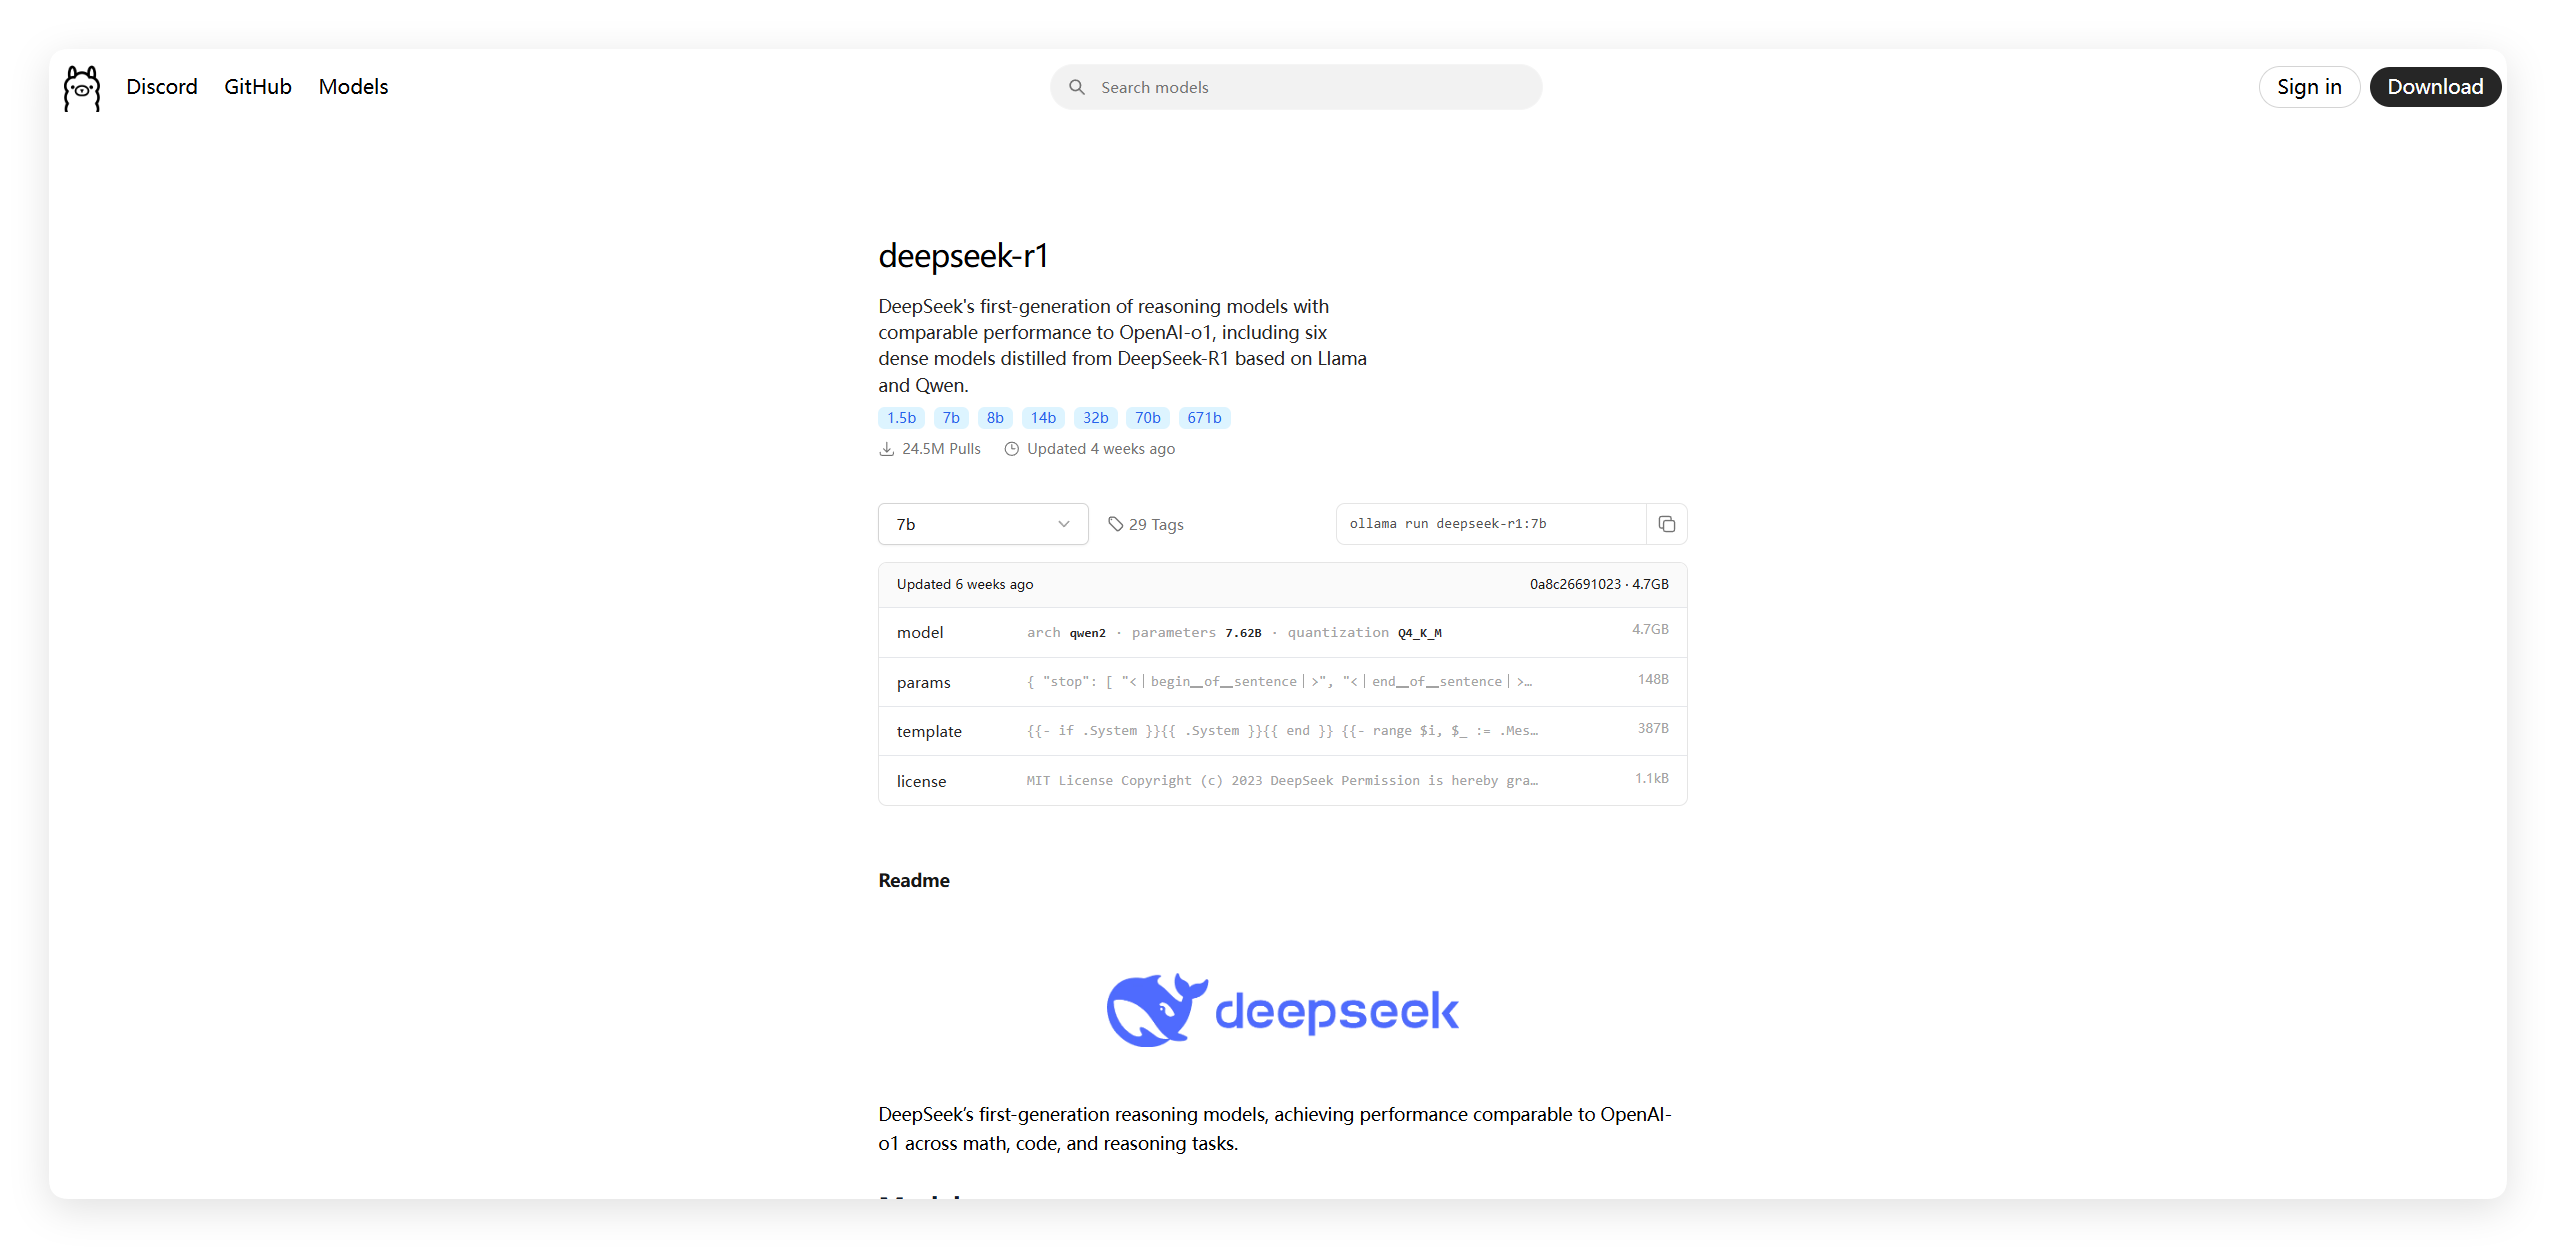 Discord GitHub Models Search models Sign in Download
deepseek-r1
DeepSeek's first-generation of reasoning models with
comparable performance to OpenAI-o1, including six
dense models distilled from DeepSeek-R1 based on Llama
and Qwen.
1.5b 7b 8b 14b 32b 70b 671b
24.5M Pulls Updated 4 weeks ago
7b 29 Tags ollama run deepseek-r1:7b
Updated 6 weeks ago 0a8c26691023 · 4.7GB
model arch qwen2 · parameters 7.62B · quantization Q4_K_M 4.7GB
params { "stop": [ "<｜begin▁of▁sentence｜>", "<｜end▁of▁sentence｜>… 148B
template {{- if .System }}{{ .System }}{{ end }} {{- range $i, $_ := .Mes… 387B
license MIT License Copyright (c) 2023 DeepSeek Permission is hereby gra… 1.1kB
Readme
deepseek
DeepSeek’s first-generation reasoning models, achieving performance comparable to OpenAI-
o1 across math, code, and reasoning tasks.